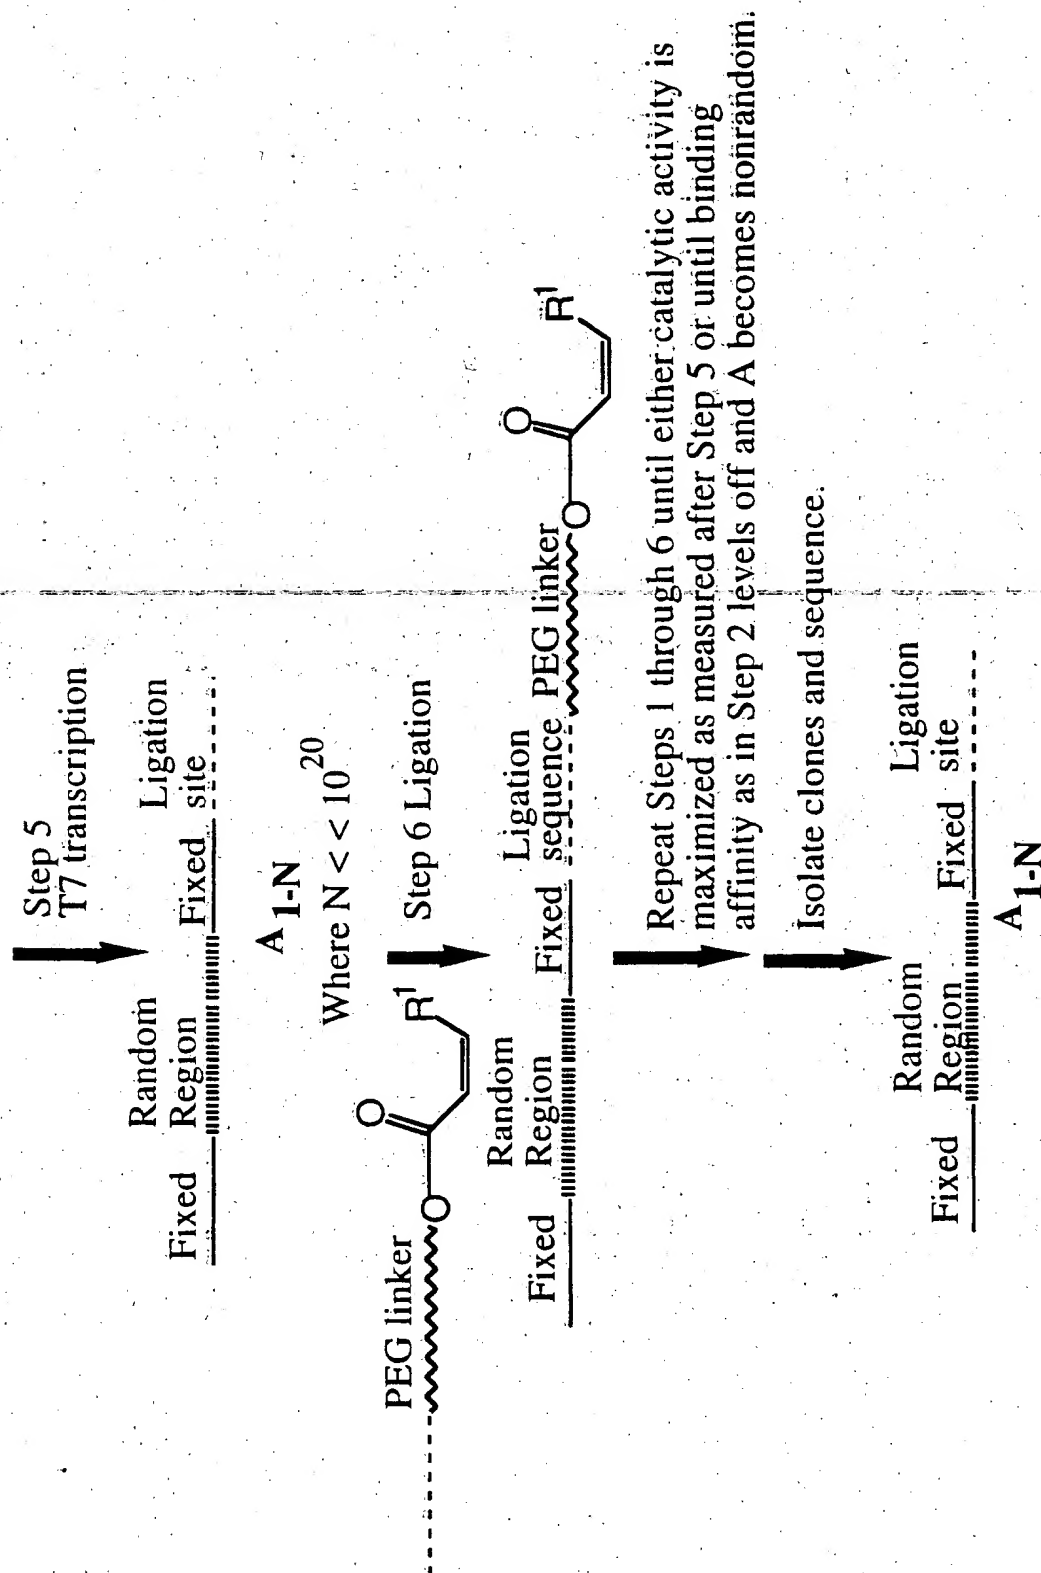 Step 5
T7 transcription
Random
Region
Ligation
site
Fixed
Fixed
A 1-N
Where N < < 10^20
PEG linker
O
O
R1
Step 6 Ligation
Random
Region
Ligation
Fixed
Fixed
sequence
PEG linker
O
O
R1
Repeat Steps 1 through 6 until either catalytic activity is
maximized as measured after Step 5 or until binding
affinity as in Step 2 levels off and A becomes nonrandom.
Isolate clones and sequence.
Random
Region
Ligation
site
Fixed
Fixed
A 1-N